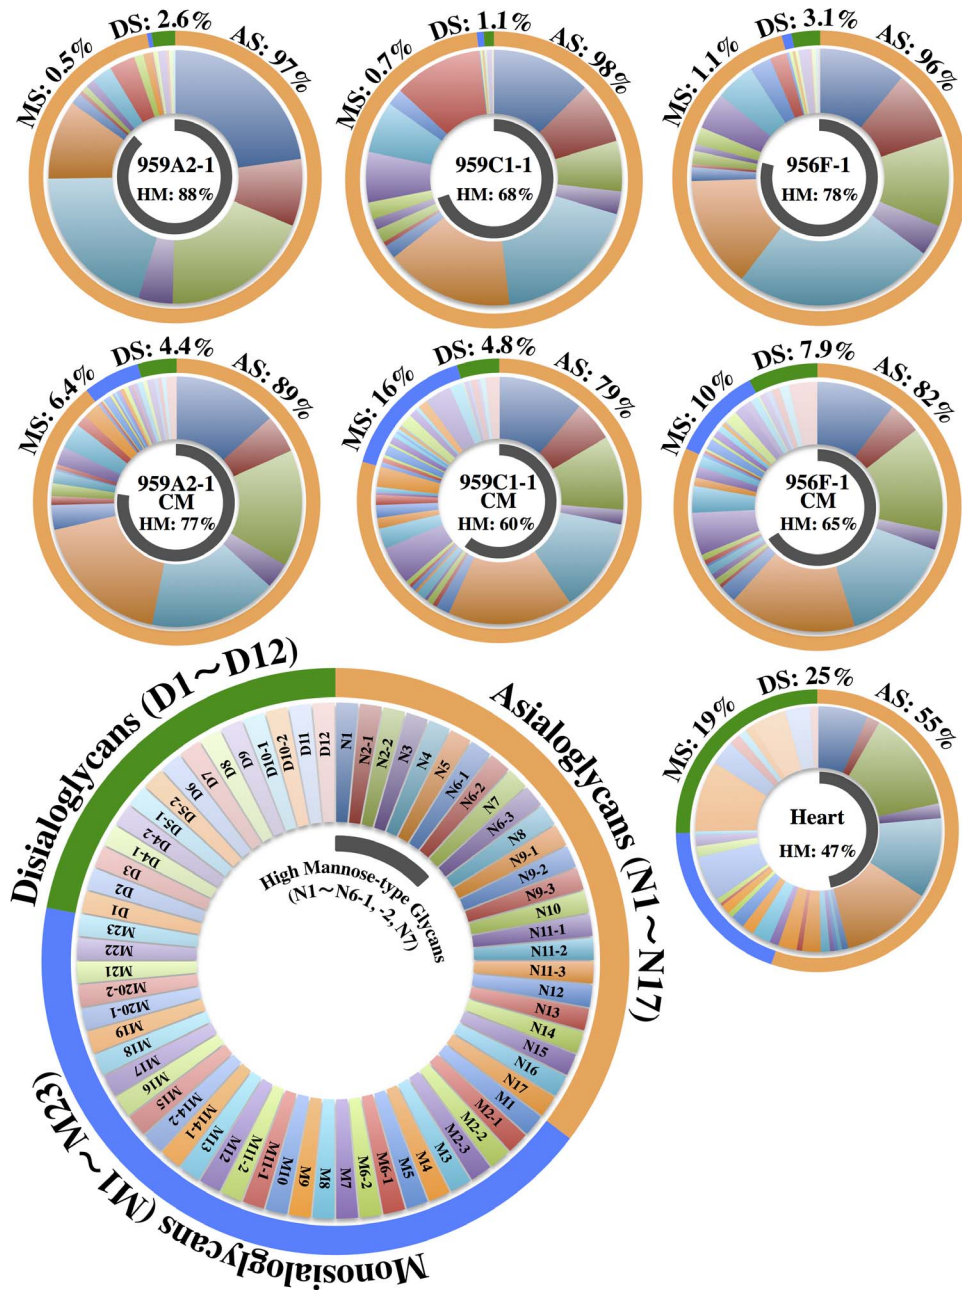 MS: 0.5%
DS: 2.6%
AS: 97%
959A2-1
HM: 88%
MS: 0.7%
DS: 1.1%
AS: 98%
959C1-1
HM: 68%
MS: 1.1%
DS: 3.1%
AS: 96%
956F-1
HM: 78%
MS: 6.4%
DS: 4.4%
AS: 89%
959A2-1
CM
HM: 77%
MS: 16%
DS: 4.8%
AS: 79%
959C1-1
CM
HM: 60%
MS: 10%
DS: 7.9%
AS: 82%
956F-1
CM
HM: 65%
MS: 19%
DS: 25%
AS: 55%
Heart
HM: 47%
Disialoglycans (D1～D12)
Asialoglycans (N1～N17)
Monosialoglycans (M1～M23)
High Mannose-type Glycans
(N1～N6-1, -2, N7)
N1
N2-1
N2-2
N3
N4
N5
N6-1
N6-2
N7
N6-3
N8
N9-1
N9-2
N9-3
N10
N11-1
N11-2
N11-3
N12
N13
N14
N15
N16
N17
M1
M2-1
M2-2
M2-3
M3
M4
M5
M6-1
M6-2
M7
M8
M9
M10
M11-1
M11-2
M12
M13
M14-1
M14-2
M15
M16
M17
M18
M19
M20-1
M20-2
M21
M22
M23
D1
D2
D3
D4-1
D4-2
D5-1
D5-2
D6
D7
D8
D9
D10-1
D10-2
D11
D12